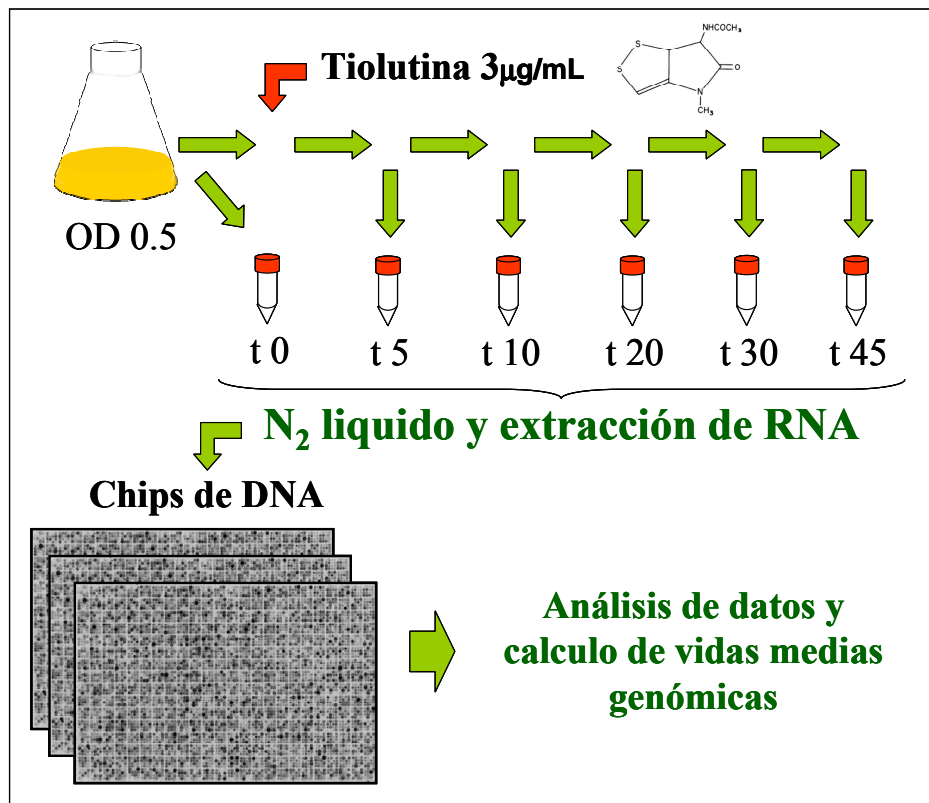 NHCOCH3
Tiolutina 3µg/mL
S
S
O
N
CH3
OD 0.5
t 0
t 5
t 10
t 20
t 30
t 45
N2 liquido y extracción de RNA
Chips de DNA
Análisis de datos y
calculo de vidas medias
genómicas